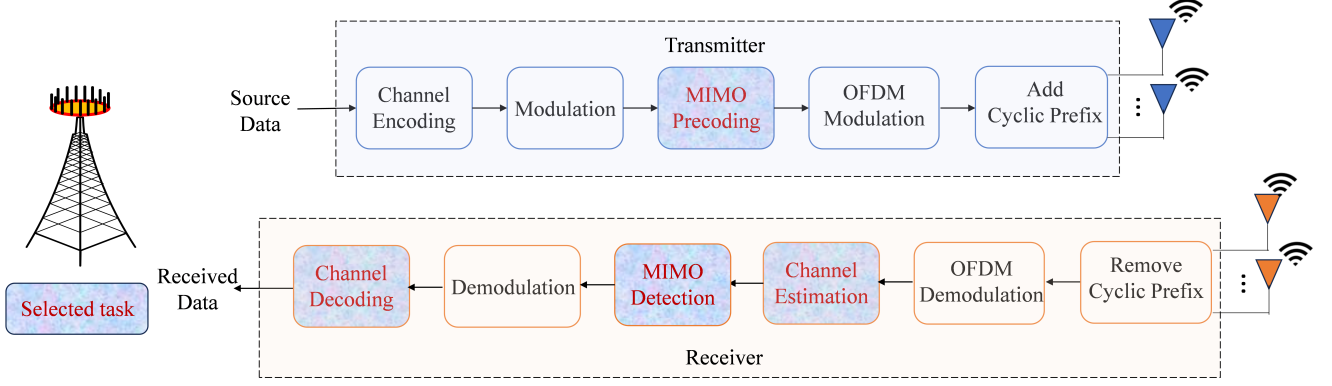 Transmitter
Source
Data
Channel
Encoding
Modulation
MIMO
Precoding
OFDM
Modulation
Add
Cyclic Prefix
Received
Data
Channel
Decoding
Demodulation
MIMO
Detection
Channel
Estimation
OFDM
Demodulation
Remove
Cyclic Prefix
Selected task
Receiver